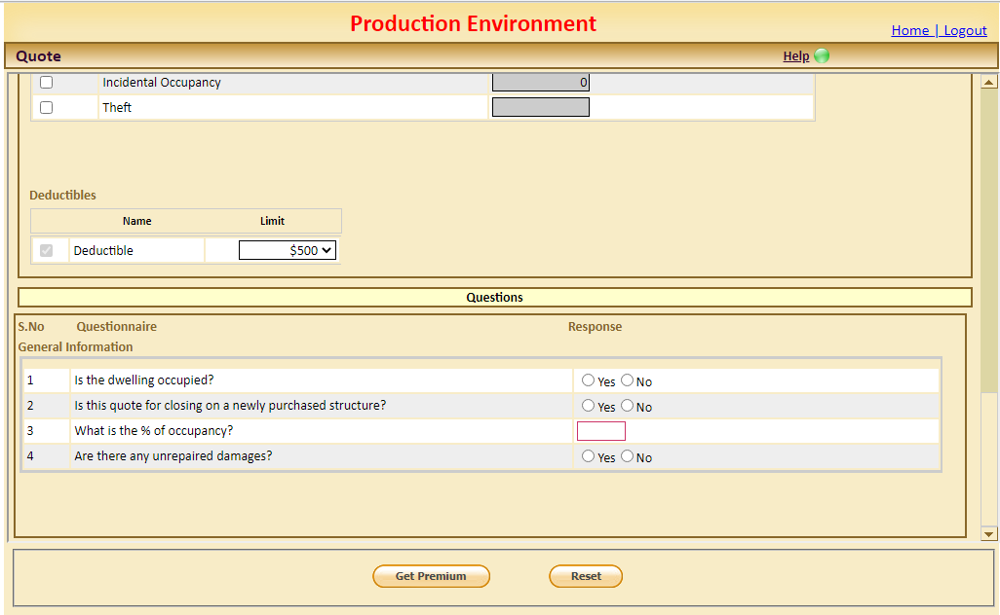 Production Environment
Home | Logout
Quote
Help
Incidental Occupancy 0
Theft
Deductibles
Name Limit
Deductible $500
Questions
S.No Questionnaire Response
General Information
1 Is the dwelling occupied? Yes No
2 Is this quote for closing on a newly purchased structure? Yes No
3 What is the % of occupancy?
4 Are there any unrepaired damages? Yes No
Get Premium Reset